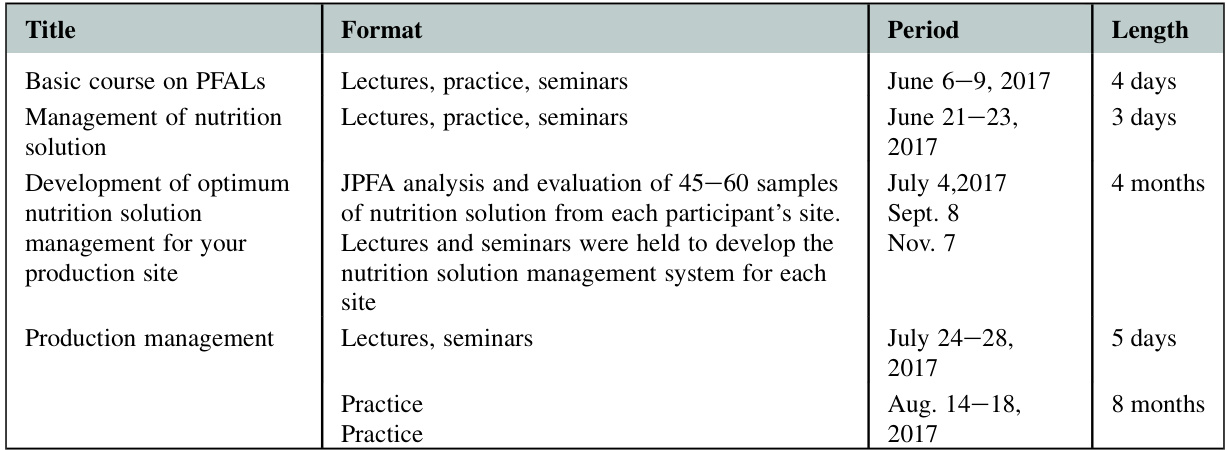 Title Format Period Length
Basic course on PFALs Lectures, practice, seminars June 6−9, 2017 4 days
Management of nutrition Lectures, practice, seminars June 21−23, 3 days
solution 2017
Development of optimum JPFA analysis and evaluation of 45−60 samples July 4,2017 4 months
nutrition solution of nutrition solution from each participant's site. Sept. 8
management for your Lectures and seminars were held to develop the Nov. 7
production site nutrition solution management system for each
site
Production management Lectures, seminars July 24−28, 5 days
2017
Practice Aug. 14−18, 8 months
Practice 2017